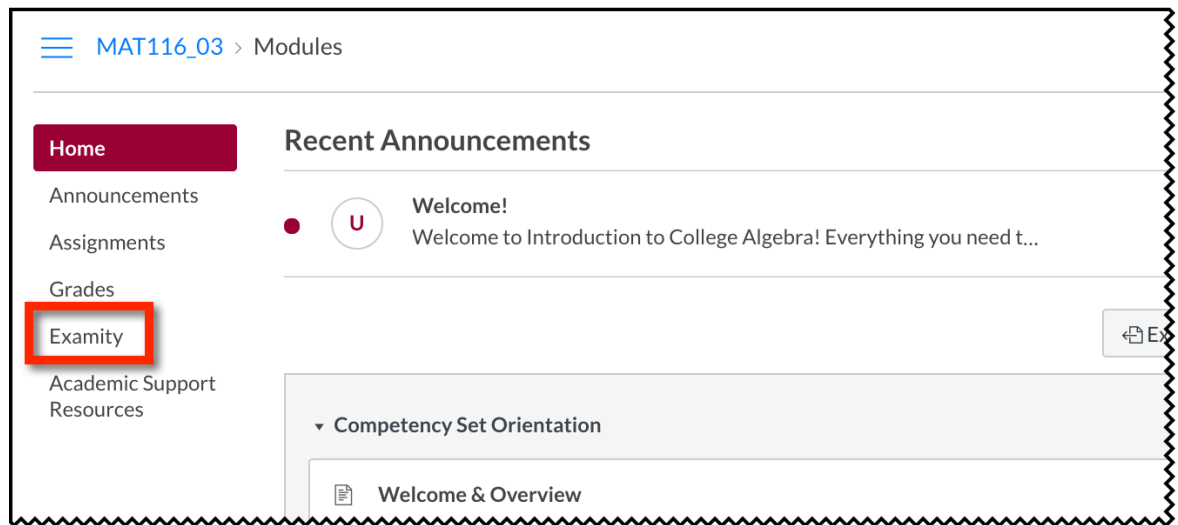 MAT116_03 > Modules
Home
Announcements
Assignments
Grades
Examity
Academic Support
Resources
Recent Announcements
U
Welcome!
Welcome to Introduction to College Algebra! Everything you need t...
Ex
Competency Set Orientation
Welcome & Overview